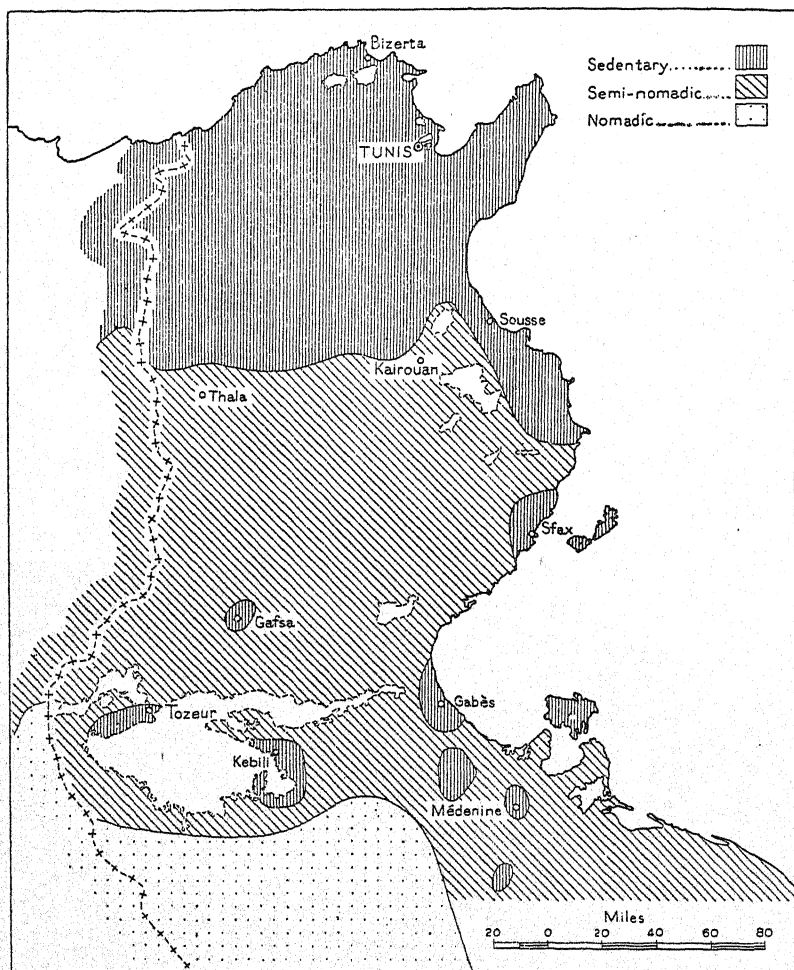 Bizerta
Sedentary
Semi-nomadic
Nomadic
TUNIS
Sousse
Kairouan
Thala
Sfax
Gafsa
Gabès
Tozeur
Kebili
Médenine
Miles
20 0 20 40 60 80